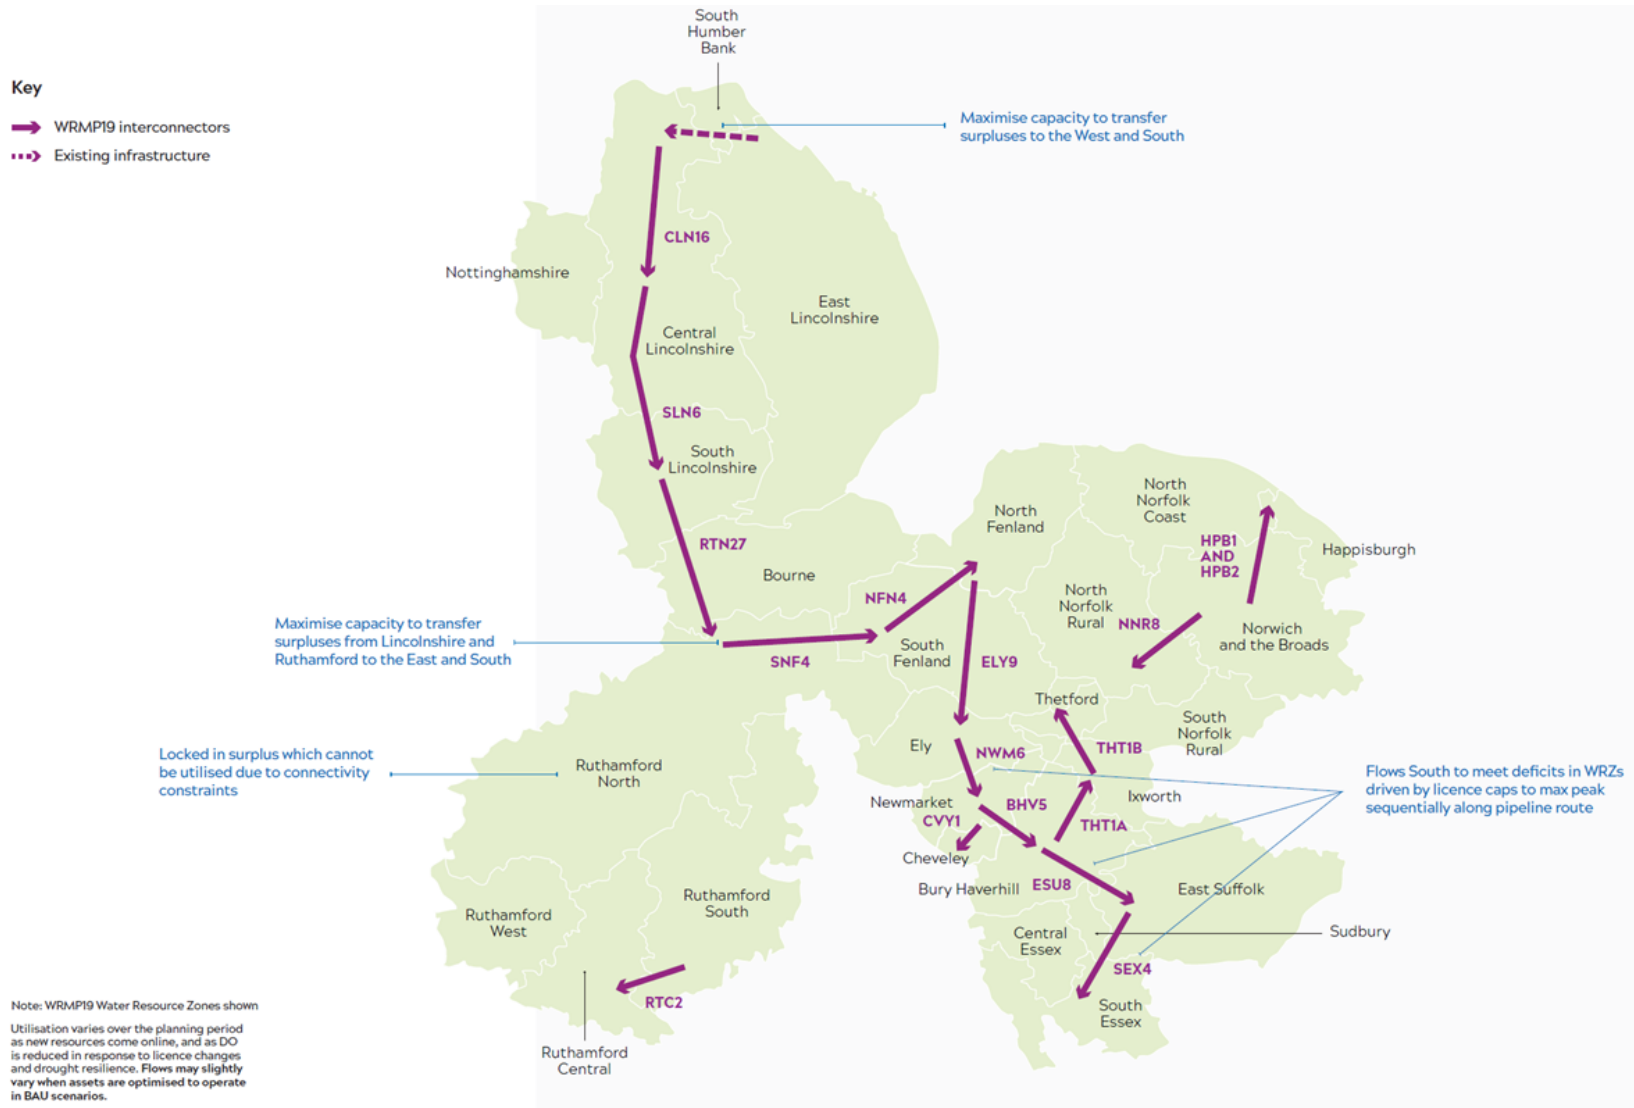 South
Humber
Bank
Key
WRMP19 interconnectors
Existing infrastructure
Maximise capacity to transfer
surpluses to the West and South
CLN16
Nottinghamshire
East
Lincolnshire
Central
Lincolnshire
SLN6
South
Lincolnshire
North
Fenland
North
Norfolk
Coast
RTN27
HPB1
AND
HPB2
Happisburgh
Bourne
NFN4
North
Norfolk
Rural
NNR8
Norwich
and the Broads
Maximise capacity to transfer
surpluses from Lincolnshire and
Ruthamford to the East and South
SNF4
South
Fenland
ELY9
Thetford
South
Norfolk
Rural
Locked in surplus which cannot
be utilised due to connectivity
constraints
Ruthamford
North
Ely
NWM6
THT1B
Flows South to meet deficits in WRZs
driven by licence caps to max peak
sequentially along pipeline route
Newmarket
BHV5
Ixworth
CVY1
THT1A
Cheveley
Bury Haverhill
ESU8
East Suffolk
Ruthamford
South
Ruthamford
West
Central
Essex
Sudbury
SEX4
RTC2
South
Essex
Ruthamford
Central
Note: WRMP19 Water Resource Zones shown
Utilisation varies over the planning period
as new resources come online, and as DO
is reduced in response to licence changes
and drought resilience. Flows may slightly
vary when assets are optimised to operate
in BAU scenarios.